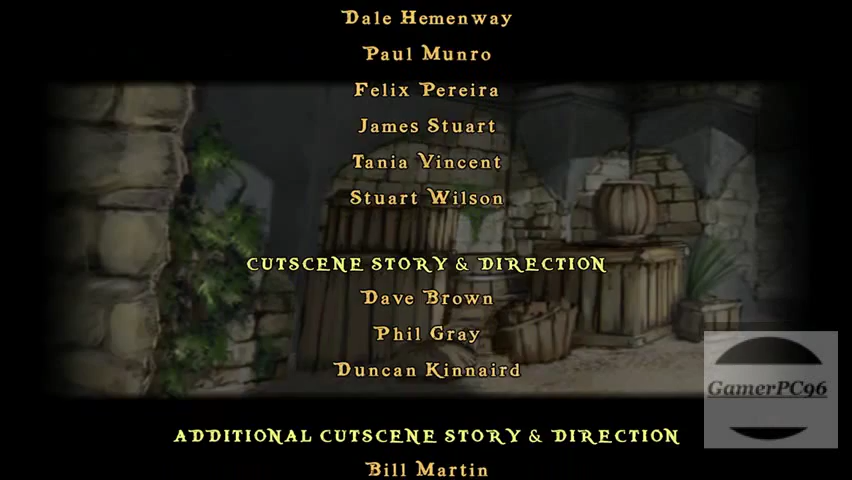 Dale Hemenway
Paul Munro
Felix Pereira
James Stuart
Tania Vincent
Stuart Wilson
CUTSCENE STORY & DIRECTION
Dave Brown
Phil Gray
Duncan Kinnaird
GamerPC96
ADDITIONAL CUTSCENE STORY & DIRECTION
Bill Martin